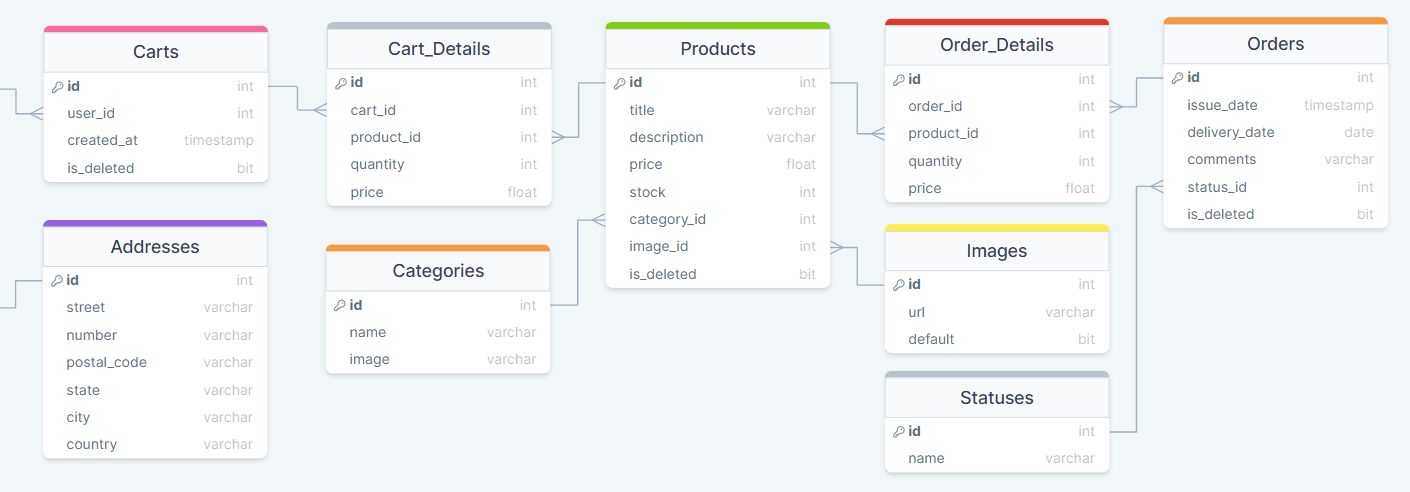 Carts
id int
user_id int
created_at timestamp
is_deleted bit
Addresses
id int
street varchar
number varchar
postal_code varchar
state varchar
city varchar
country varchar
Cart_Details
id int
cart_id int
product_id int
quantity int
price float
Categories
id int
name varchar
image varchar
Products
id int
title varchar
description varchar
price float
stock int
category_id int
image_id int
is_deleted bit
Order_Details
id int
order_id int
product_id int
quantity int
price float
Images
id int
url varchar
default bit
Statuses
id int
name varchar
Orders
id int
issue_date timestamp
delivery_date date
comments varchar
status_id int
is_deleted bit